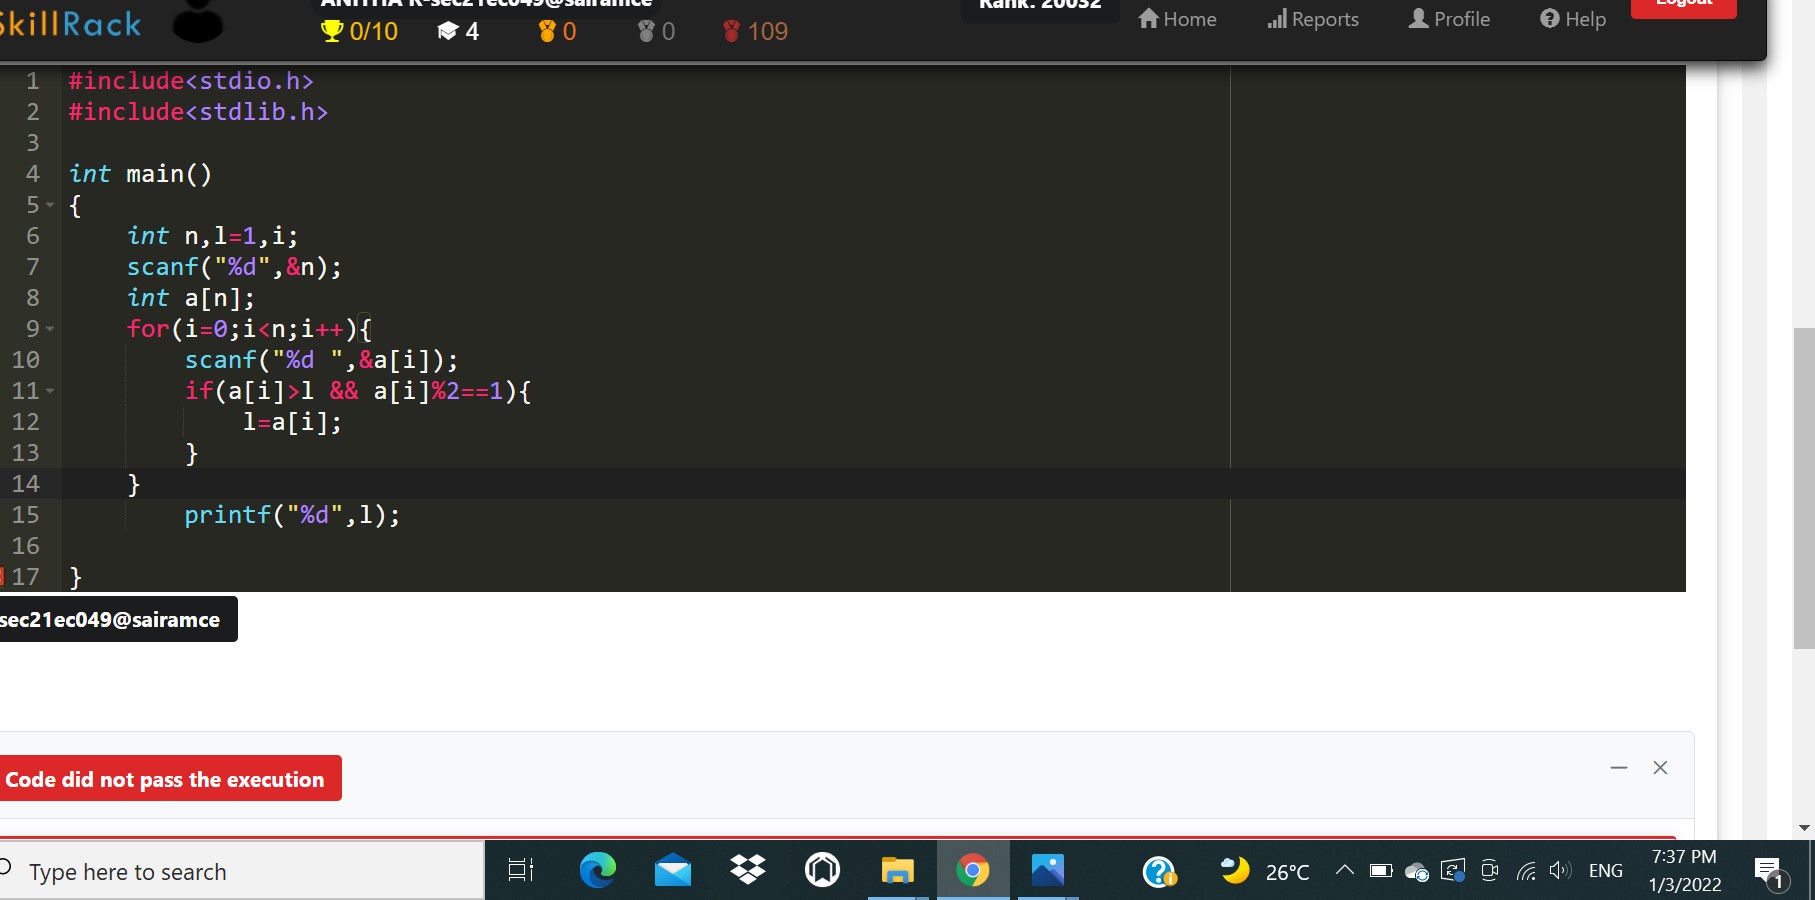 SkillRack
0/10 4 0 0 109
Rank: 20032
Home Reports Profile Help
Logout
1 #include<stdio.h>
2 #include<stdlib.h>
3
4 int main()
5 {
6 int n,l=1,i;
7 scanf("%d",&n);
8 int a[n];
9 for(i=0;i<n;i++){
10 scanf("%d ",&a[i]);
11 if(a[i]>l && a[i]%2==1){
12 l=a[i];
13 }
14 }
15 printf("%d",l);
16
17 }
sec21ec049@sairamce
Code did not pass the execution
Type here to search
26°C
ENG
7:37 PM
1/3/2022
1